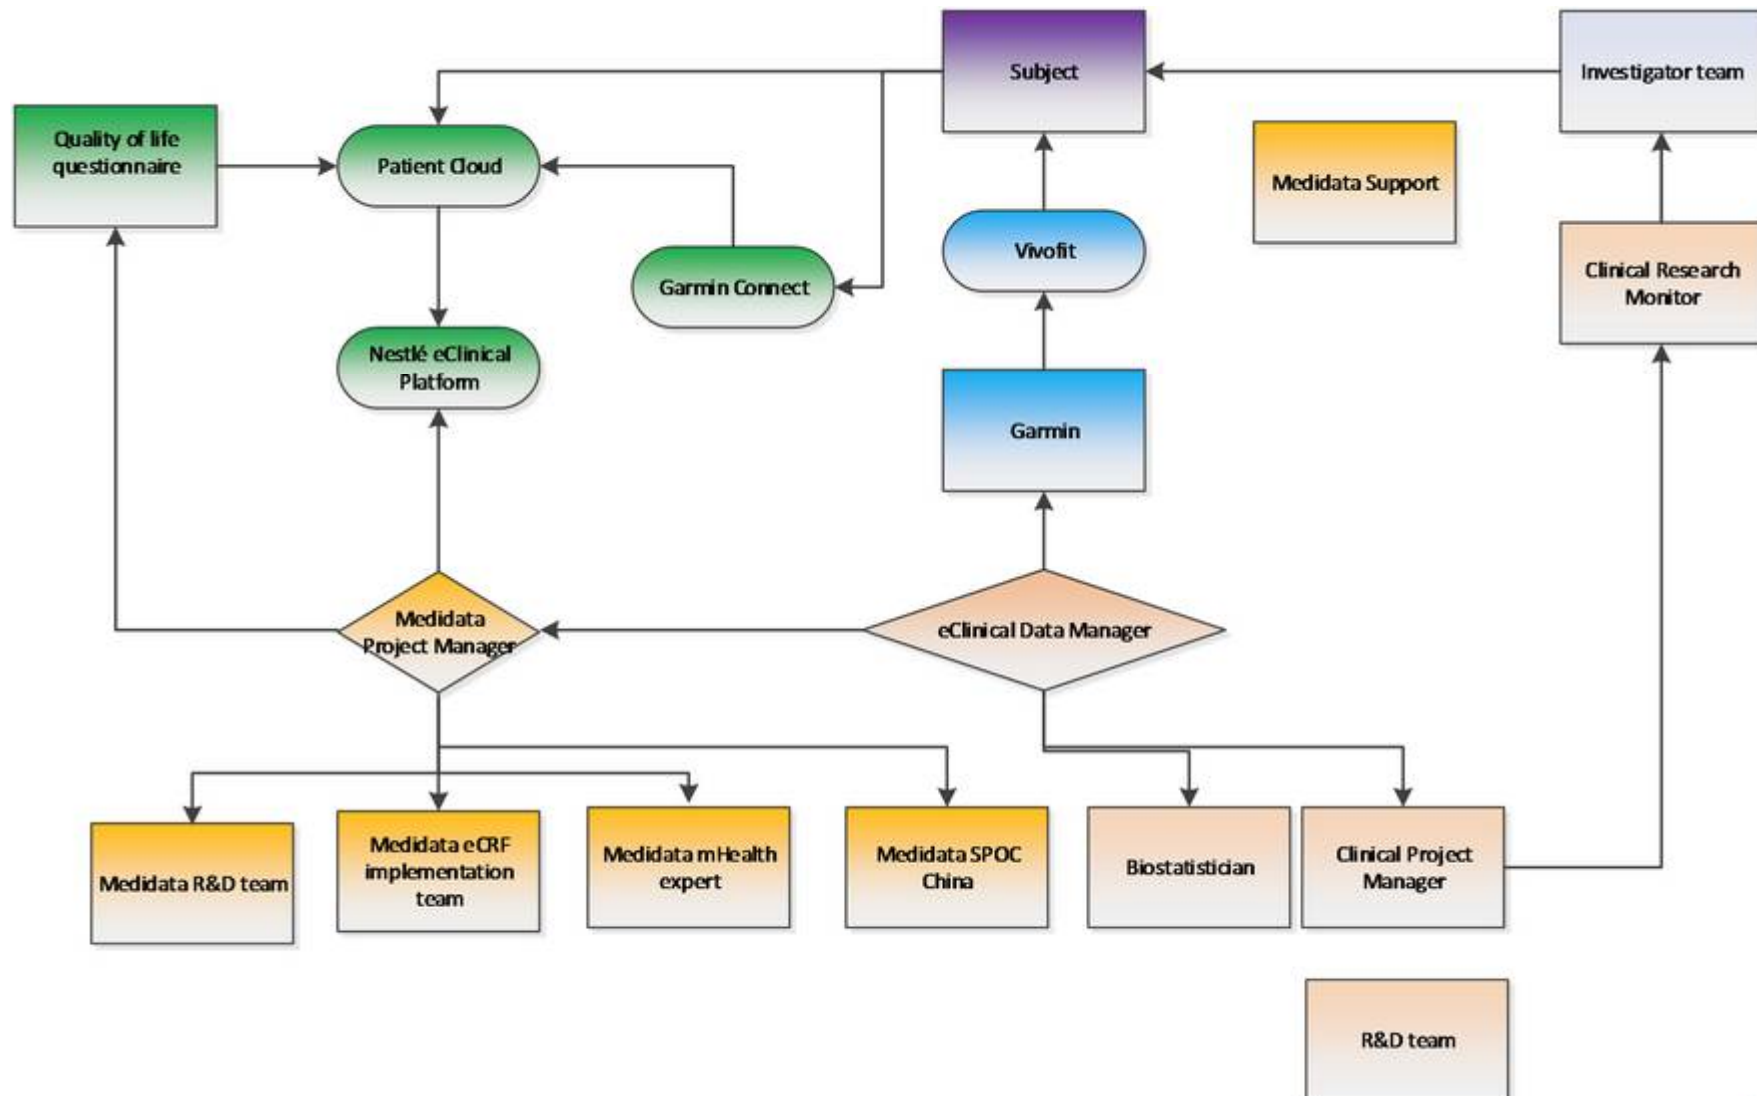 Subject
Investigator team
Quality of life
questionnaire
Patient Cloud
Medidata Support
Vivofit
Garmin Connect
Clinical Research
Monitor
Nestlé eClinical
Platform
Garmin
Medidata
Project Manager
eClinical Data Manager
Medidata R&D team
Medidata eCRF
implementation
team
Medidata mHealth
expert
Medidata SPOC
China
Biostatistician
Clinical Project
Manager
R&D team